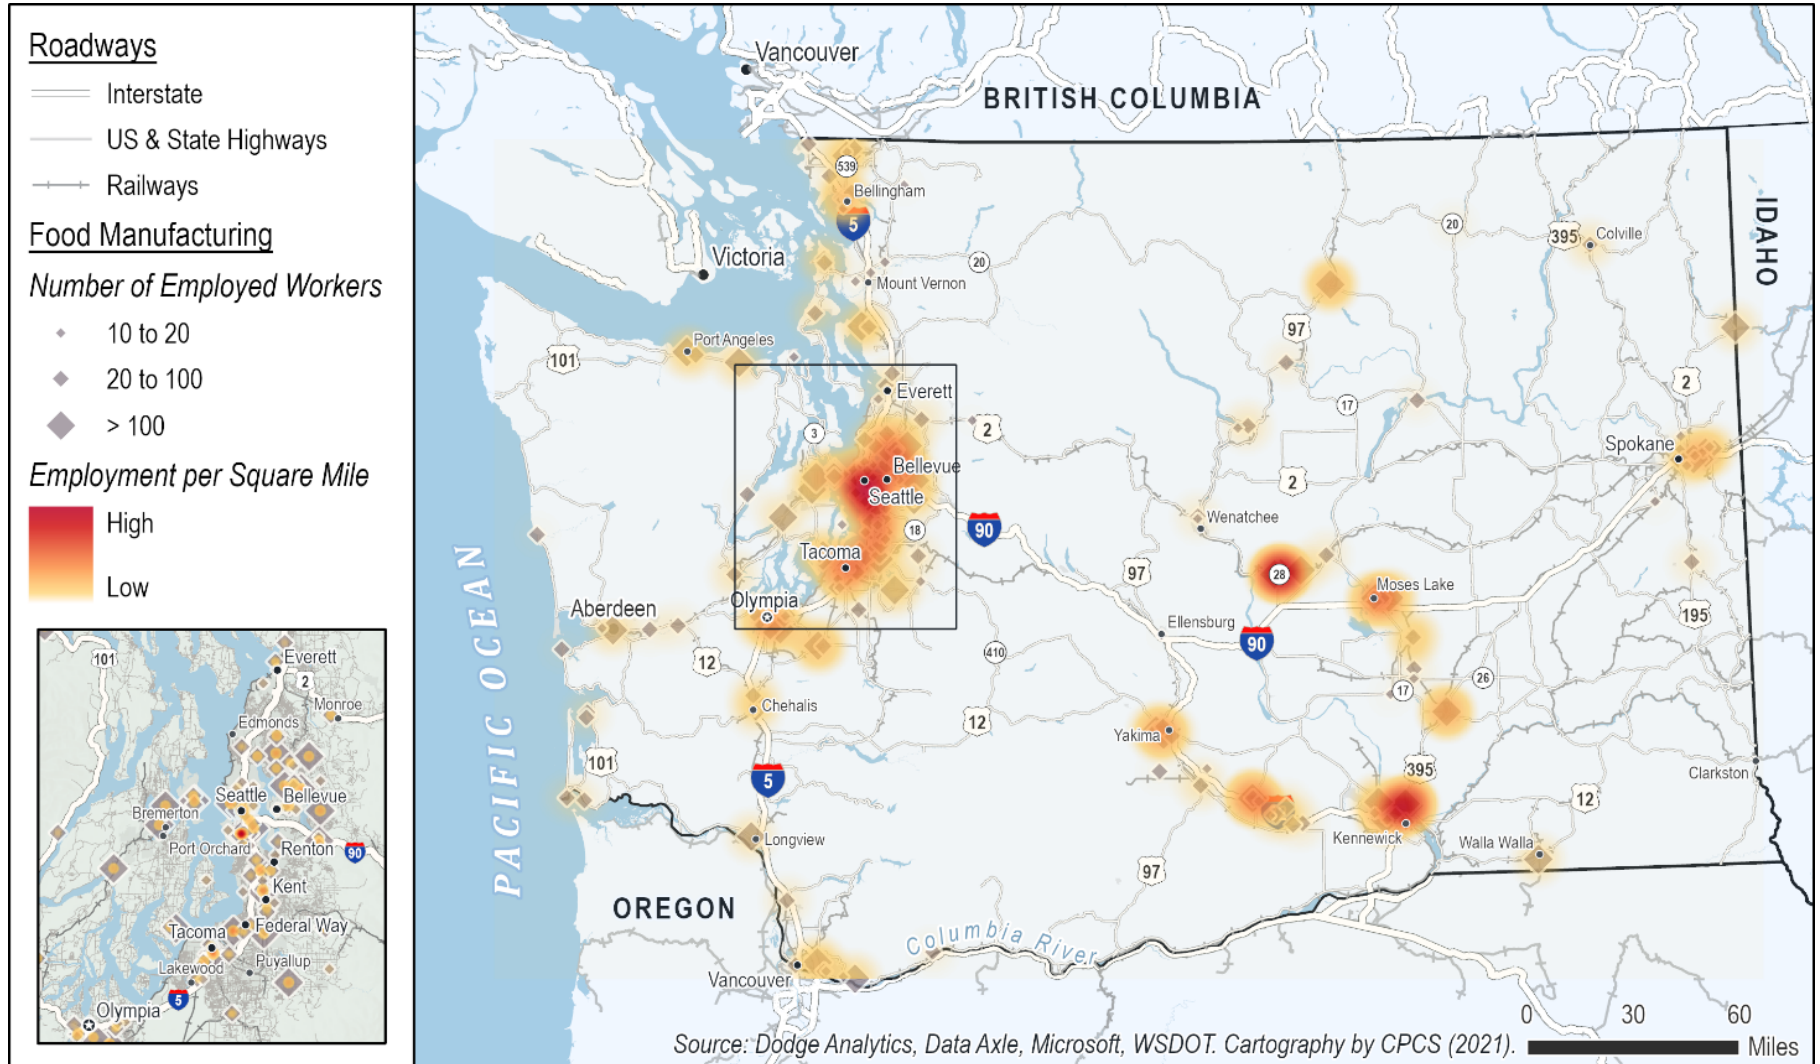 Roadways
Interstate
US & State Highways
Railways
Food Manufacturing
Number of Employed Workers
10 to 20
20 to 100
> 100
Employment per Square Mile
High
Low
101
Everett
2
Monroe
Edmonds
Seattle
Bellevue
Bremerton
Port Orchard
Renton
90
Kent
Federal Way
Tacoma
Puyallup
Lakewood
5
Olympia
Vancouver
BRITISH COLUMBIA
539
Bellingham
5
IDAHO
20
395
Colville
Victoria
20
Mount Vernon
97
Port Angeles
101
2
Everett
17
3
2
Spokane
Bellevue
2
Seattle
Wenatchee
18
90
PACIFIC OCEAN
Tacoma
97
28
Moses Lake
Olympia
Aberdeen
195
Ellensburg
90
12
410
26
17
Chehalis
12
Yakima
101
5
395
Clarkston
12
Longview
Kennewick
Walla Walla
97
OREGON
Columbia River
Vancouver
0 30 60
Miles
Source: Dodge Analytics, Data Axle, Microsoft, WSDOT. Cartography by CPCS (2021).